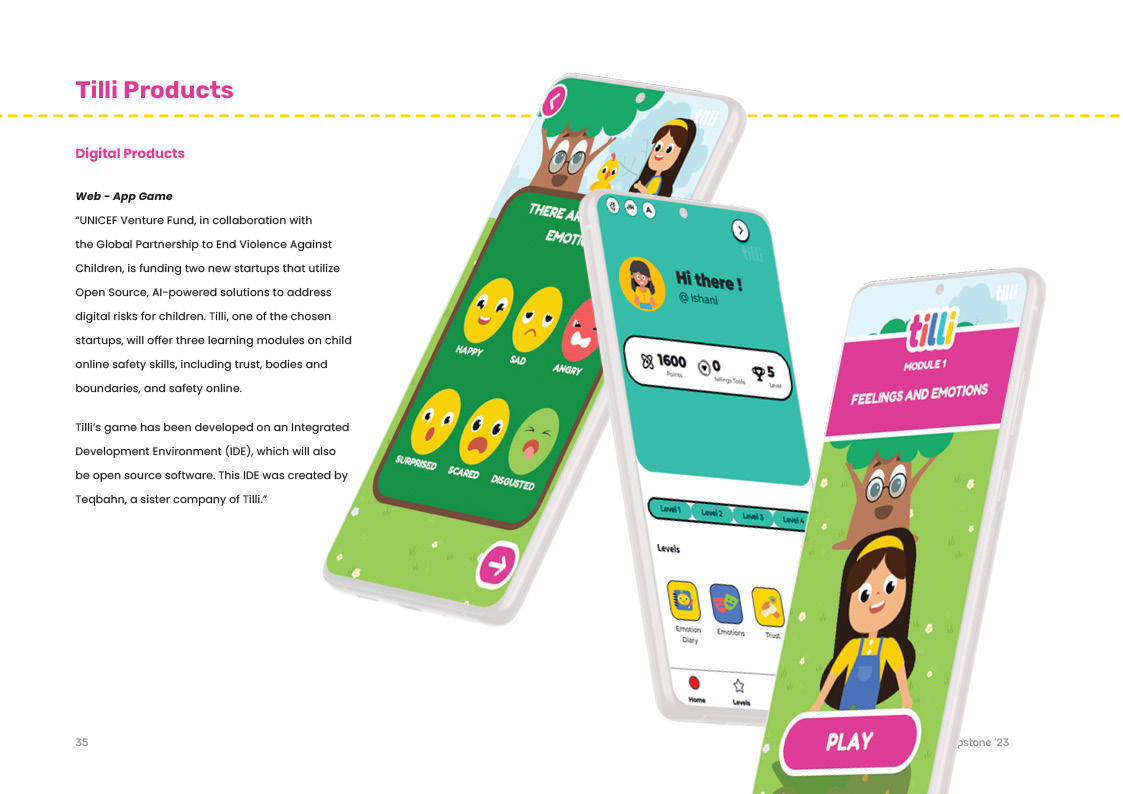 Tilli Products
Digital Products
Web - App Game
“UNICEF Venture Fund, in collaboration with
the Global Partnership to End Violence Against
Children, is funding two new startups that utilize
Open Source, AI-powered solutions to address
digital risks for children. Tilli, one of the chosen
startups, will offer three learning modules on child
online safety skills, including trust, bodies and
boundaries, and safety online.
Tilli’s game has been developed on an Integrated
Development Environment (IDE), which will also
be open source software. This IDE was created by
Teqbahn, a sister company of Tilli.”
tilli
THERE
HAPPY
SAD
ANGRY
SURPRISED
SCARED
DISGUSTED
tilli
Hi there !
@ Ishani
1600
Points
0
Fellings Tools
5
Level
Level 1
Level 2
Level 3
Level 4
Levels
Emotion
Diary
Emotions
Trust
Home
Levels
tilli
tilli
MODULE 1
FEELINGS AND EMOTIONS
PLAY
35
pstone ’23